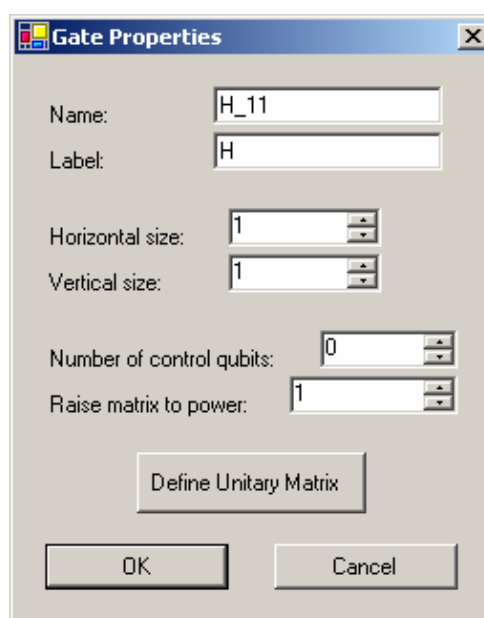 Gate Properties
Name: H_11
Label: H
Horizontal size: 1
Vertical size: 1
Number of control qubits: 0
Raise matrix to power: 1
Define Unitary Matrix
OK Cancel